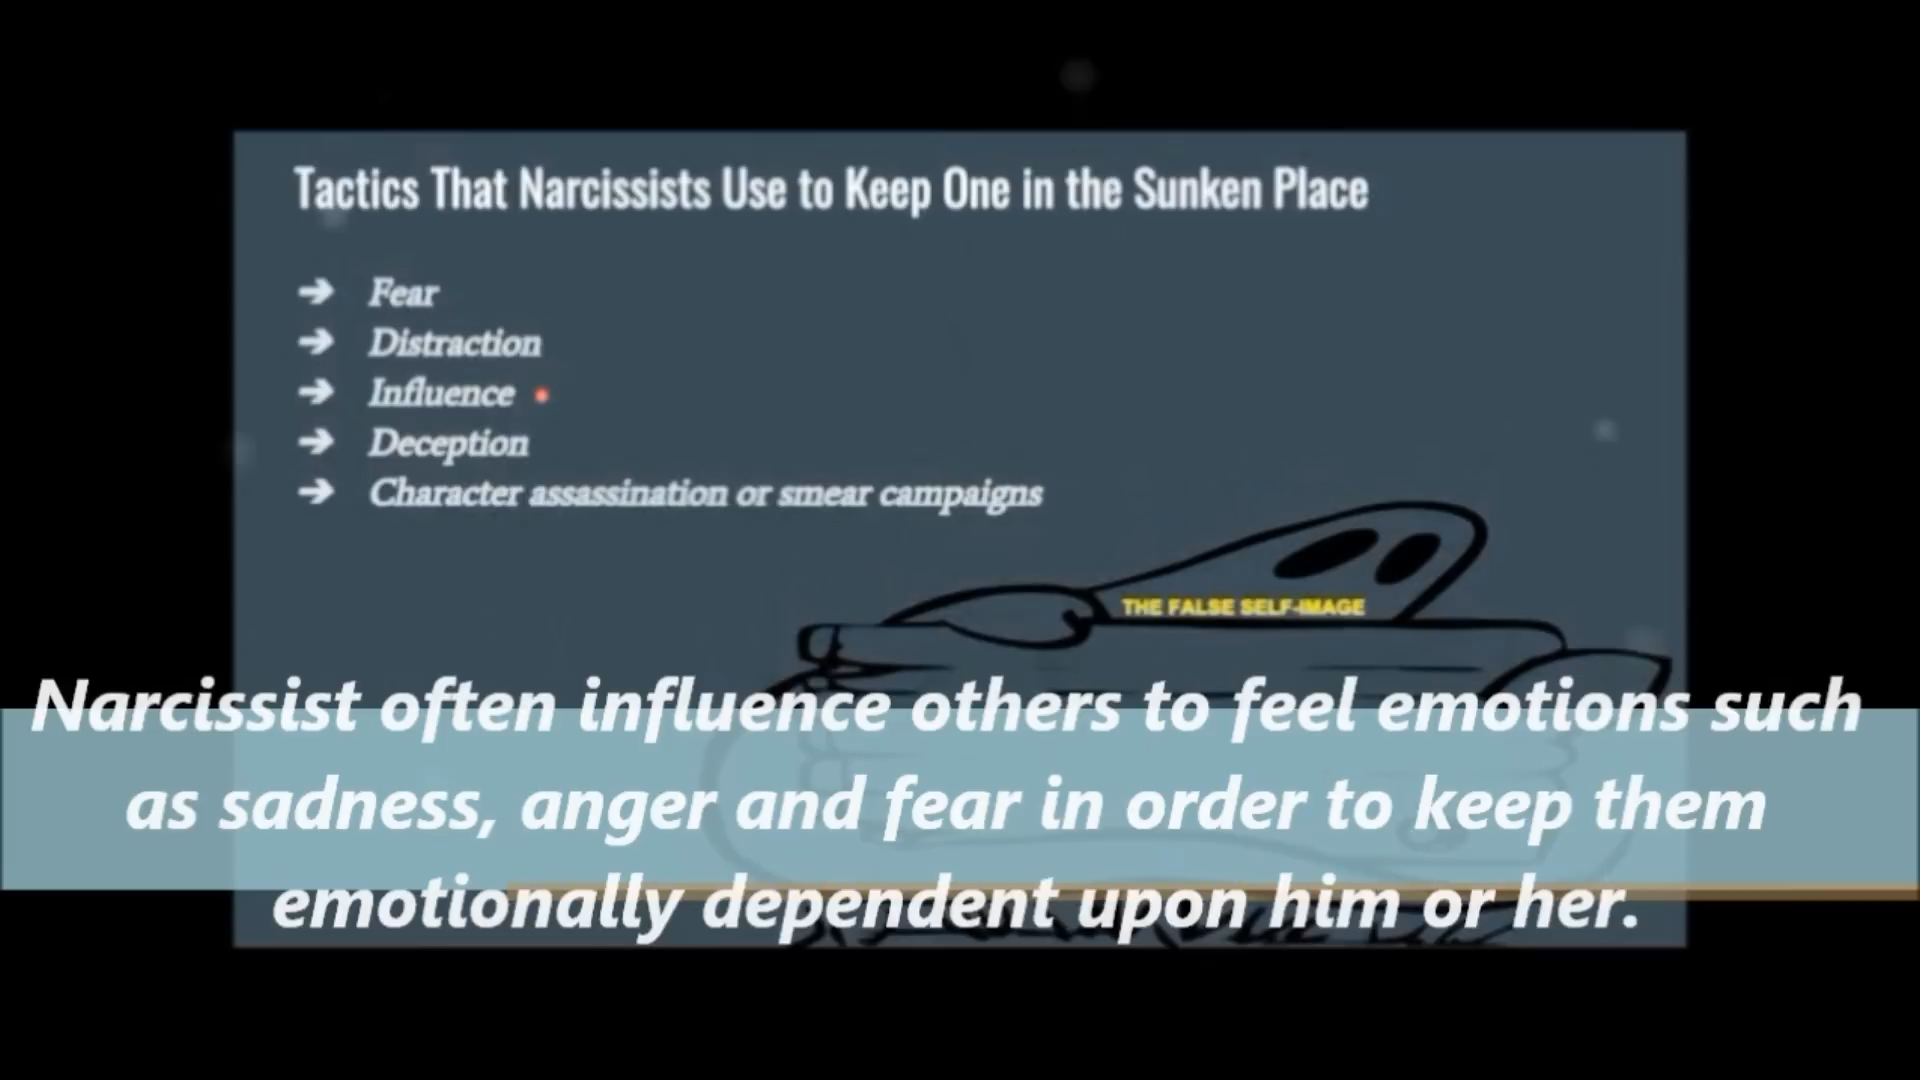 Tactics That Narcissists Use to Keep One in the Sunken Place
➔ Fear
➔ Distraction
➔ Influence
➔ Deception
➔ Character assassination or smear campaigns
THE FALSE SELF-IMAGE
Narcissist often influence others to feel emotions such
as sadness, anger and fear in order to keep them
emotionally dependent upon him or her.